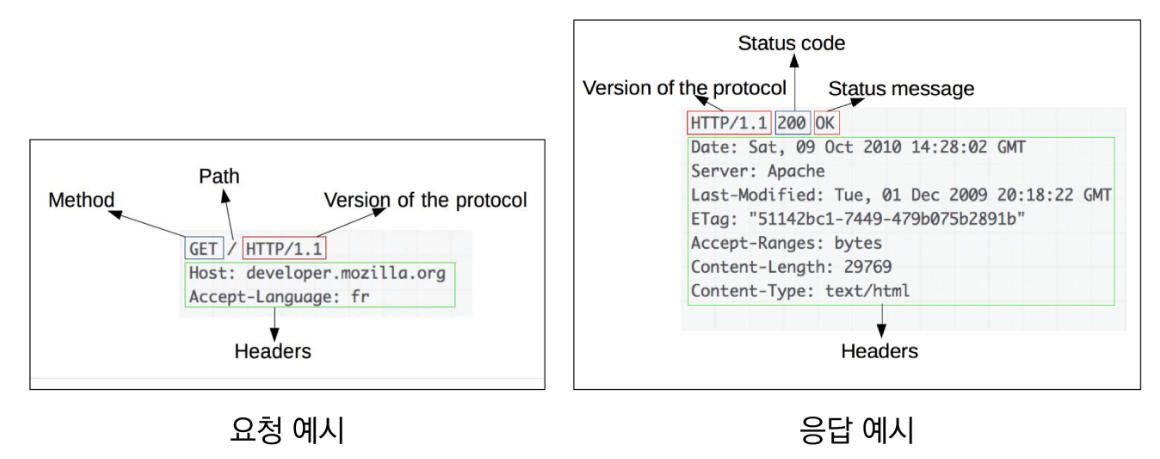 Method
Path
Version of the protocol
GET / HTTP/1.1
Host: developer.mozilla.org
Accept-Language: fr
Headers
요청 예시
Status code
Version of the protocol
Status message
HTTP/1.1 200 OK
Date: Sat, 09 Oct 2010 14:28:02 GMT
Server: Apache
Last-Modified: Tue, 01 Dec 2009 20:18:22 GMT
ETag: "51142bc1-7449-479b075b2891b"
Accept-Ranges: bytes
Content-Length: 29769
Content-Type: text/html
Headers
응답 예시